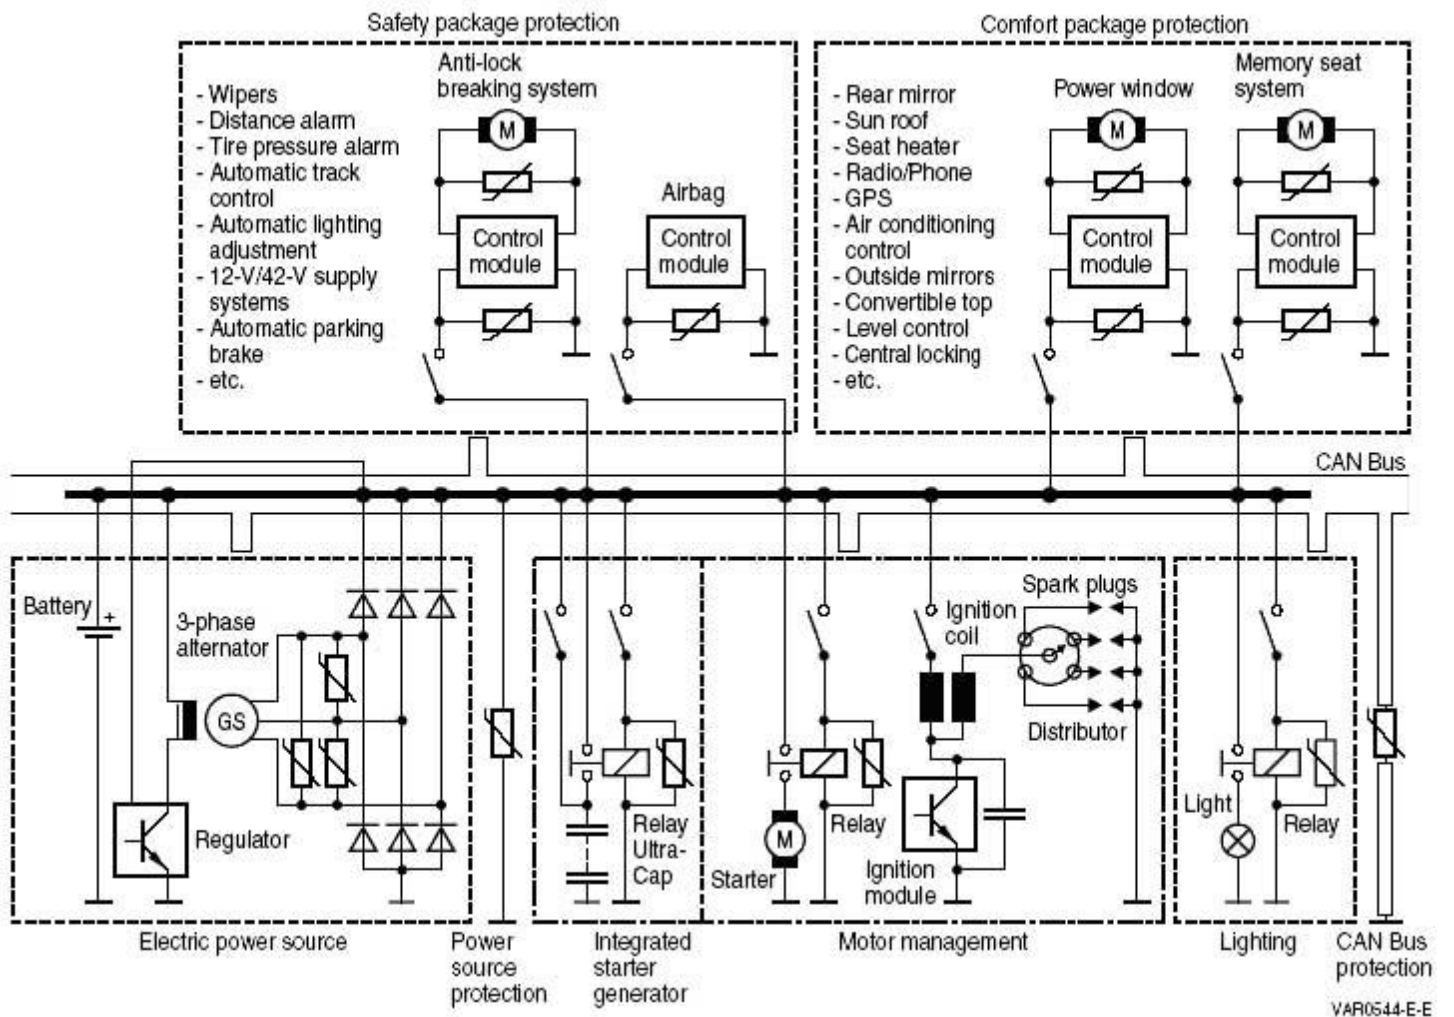 Safety package protection
Comfort package protection
Anti-lock
breaking system
- Wipers
- Distance alarm
- Tire pressure alarm
- Automatic track
control
- Automatic lighting
adjustment
- 12-V/42-V supply
systems
- Automatic parking
brake
- etc.
M
Control
module
Airbag
Control
module
- Rear mirror
- Sun roof
- Seat heater
- Radio/Phone
- GPS
- Air conditioning
control
- Outside mirrors
- Convertible top
- Level control
- Central locking
- etc.
Power window
M
Control
module
Memory seat
system
M
Control
module
CAN Bus
Battery
+
3-phase
alternator
GS
Regulator
Relay
Ultra-
Cap
Starter
M
Relay
Ignition
coil
Spark plugs
Distributor
Ignition
module
Light
Relay
Electric power source
Power
source
protection
Integrated
starter
generator
Motor management
Lighting
CAN Bus
protection
VAR0544-E-E